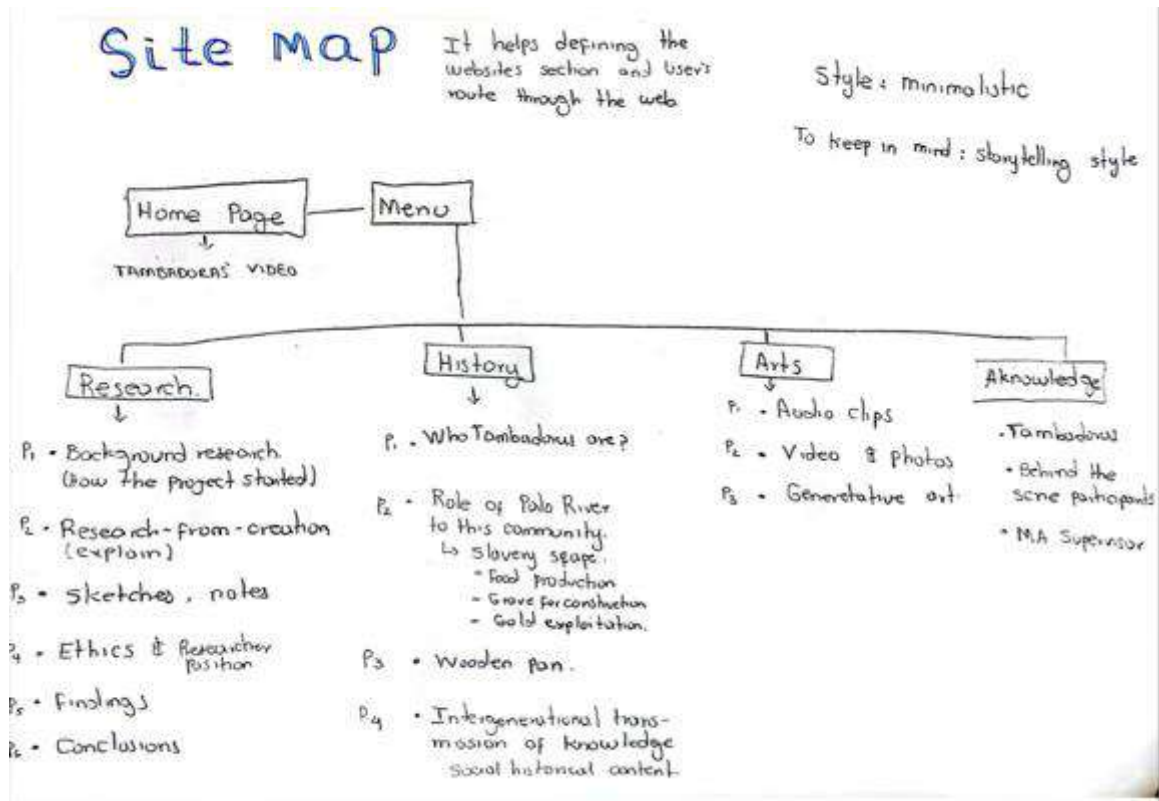 Site map
It helps defining the
websites section and user's
route through the web
Style: minimalistic
To keep in mind: storytelling style
Home Page
Menu
TAMBADORAS' VIDEO
Research.
P1 • Background research.
(how the project started)
P2 • Research-from-creation
(explain)
P3 • Sketches, notes
P4 • Ethics & Researcher
Position
P5 • Findings
P6 • Conclusions
History
P1 • Who Tambadoras are?
P2 • Role of Palo River
to this community.
↳ Slavery scape.
• Food production
- for construction
- Gold exploitation.
P3 • Wooden pan.
P4 • Intergenerational trans-
mission of knowledge
Social historical content
Arts
P1 • Audio clips
P2 • Video & photos
P3 • art
Aknowledge
• Tambadoras
• Behind the
scne participants
• MA Supervisor